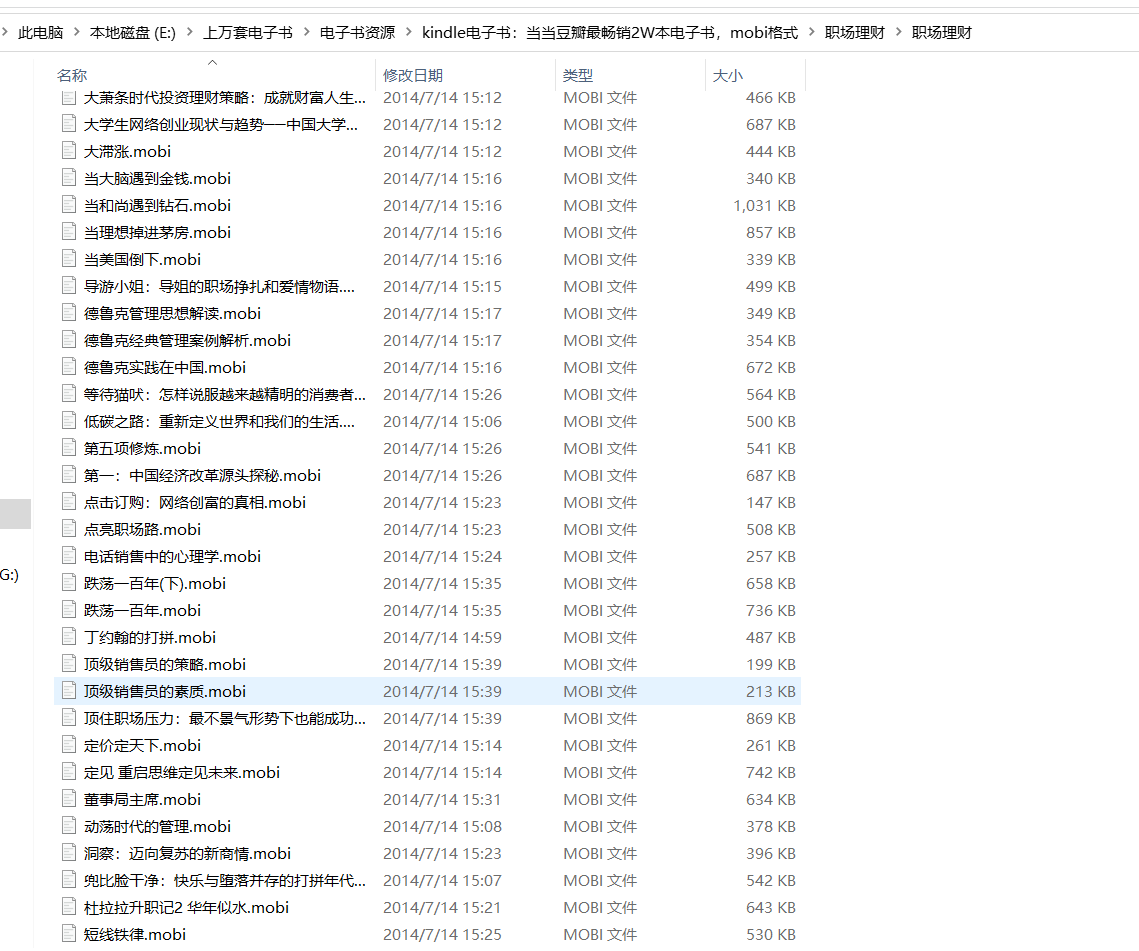 此电脑 > 本地磁盘 (E:) > 上万套电子书 > 电子书资源 > kindle电子书：当当豆瓣最畅销2W本电子书，mobi格式 > 职场理财 > 职场理财
名称 修改日期 类型 大小
大萧条时代投资理财策略：成就财富人生... 2014/7/14 15:12 MOBI 文件 466 KB
大学生网络创业现状与趋势──中国大学... 2014/7/14 15:12 MOBI 文件 687 KB
大滞涨.mobi 2014/7/14 15:12 MOBI 文件 444 KB
当大脑遇到金钱.mobi 2014/7/14 15:16 MOBI 文件 340 KB
当和尚遇到钻石.mobi 2014/7/14 15:16 MOBI 文件 1,031 KB
当理想掉进茅房.mobi 2014/7/14 15:16 MOBI 文件 857 KB
当美国倒下.mobi 2014/7/14 15:16 MOBI 文件 339 KB
导游小姐：导姐的职场挣扎和爱情物语.... 2014/7/14 15:15 MOBI 文件 499 KB
德鲁克管理思想解读.mobi 2014/7/14 15:17 MOBI 文件 349 KB
德鲁克经典管理案例解析.mobi 2014/7/14 15:17 MOBI 文件 354 KB
德鲁克实践在中国.mobi 2014/7/14 15:16 MOBI 文件 672 KB
等待猫吠：怎样说服越来越精明的消费者... 2014/7/14 15:26 MOBI 文件 564 KB
低碳之路：重新定义世界和我们的生活.... 2014/7/14 15:06 MOBI 文件 500 KB
第五项修炼.mobi 2014/7/14 15:26 MOBI 文件 541 KB
第一：中国经济改革源头探秘.mobi 2014/7/14 15:26 MOBI 文件 687 KB
点击订购：网络创富的真相.mobi 2014/7/14 15:23 MOBI 文件 147 KB
点亮职场路.mobi 2014/7/14 15:23 MOBI 文件 508 KB
电话销售中的心理学.mobi 2014/7/14 15:24 MOBI 文件 257 KB
G:)
跌荡一百年(下).mobi 2014/7/14 15:35 MOBI 文件 658 KB
跌荡一百年.mobi 2014/7/14 15:35 MOBI 文件 736 KB
丁约翰的打拼.mobi 2014/7/14 14:59 MOBI 文件 487 KB
顶级销售员的策略.mobi 2014/7/14 15:39 MOBI 文件 199 KB
顶级销售员的素质.mobi 2014/7/14 15:39 MOBI 文件 213 KB
顶住职场压力：最不景气形势下也能成功... 2014/7/14 15:39 MOBI 文件 869 KB
定价定天下.mobi 2014/7/14 15:14 MOBI 文件 261 KB
定见 重启思维定见未来.mobi 2014/7/14 15:14 MOBI 文件 742 KB
董事局主席.mobi 2014/7/14 15:31 MOBI 文件 634 KB
动荡时代的管理.mobi 2014/7/14 15:08 MOBI 文件 378 KB
洞察：迈向复苏的新商情.mobi 2014/7/14 15:23 MOBI 文件 396 KB
兜比脸干净：快乐与堕落并存的打拼年代... 2014/7/14 15:07 MOBI 文件 542 KB
杜拉拉升职记2 华年似水.mobi 2014/7/14 15:21 MOBI 文件 643 KB
短线铁律.mobi 2014/7/14 15:25 MOBI 文件 530 KB